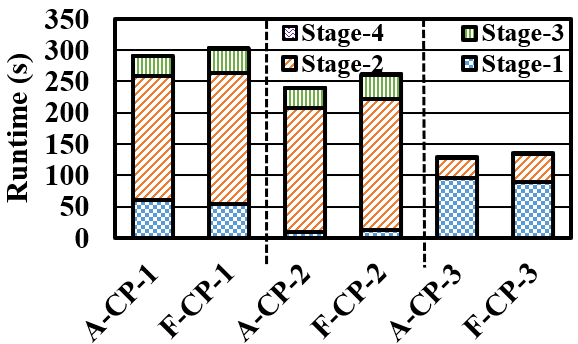 350
300
250
200
150
100
50
0
Runtime (s)
Stage-4
Stage-3
Stage-2
Stage-1
A-CP-1
F-CP-1
A-CP-2
F-CP-2
A-CP-3
F-CP-3